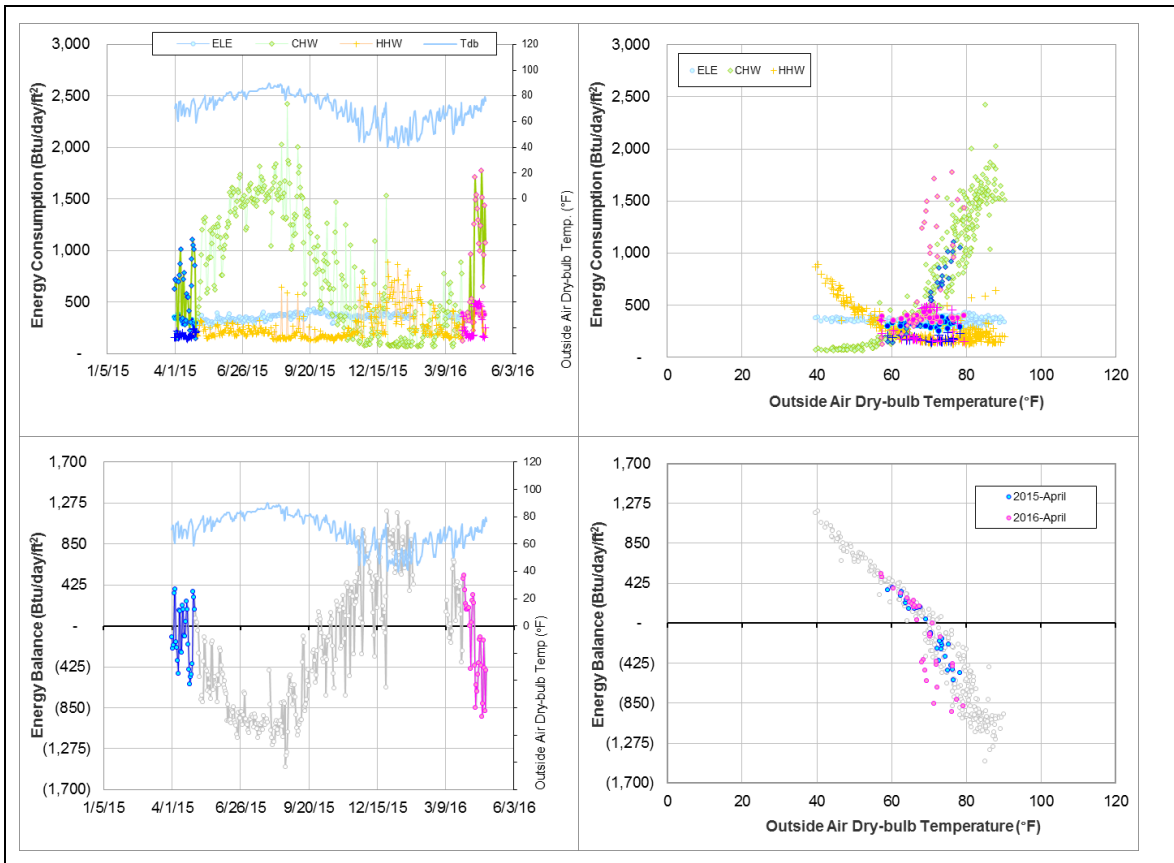 ELE CHW HHW Tdb
3,000
2,500
2,000
1,500
1,000
500
-
Energy Consumption (Btu/day/ft²)
120
100
80
60
40
20
0
Outside Air Dry-bulb Temp. (°F)
1/5/15 4/1/15 6/26/15 9/20/15 12/15/15 3/9/16 6/3/16
ELE CHW HHW
3,000
2,500
2,000
1,500
1,000
500
-
Energy Consumption (Btu/day/ft²)
0 20 40 60 80 100 120
Outside Air Dry-bulb Temperature (°F)
1,700
1,275
850
425
-
(425)
(850)
(1,275)
(1,700)
Energy Balance (Btu/day/ft²)
120
100
80
60
40
20
0
Outside Air Dry-bulb Temp (°F)
1/5/15 4/1/15 6/26/15 9/20/15 12/15/15 3/9/16 6/3/16
2015-April
2016-April
1,700
1,275
850
425
-
(425)
(850)
(1,275)
(1,700)
Energy Balance (Btu/day/ft²)
0 20 40 60 80 100 120
Outside Air Dry-bulb Temperature (°F)